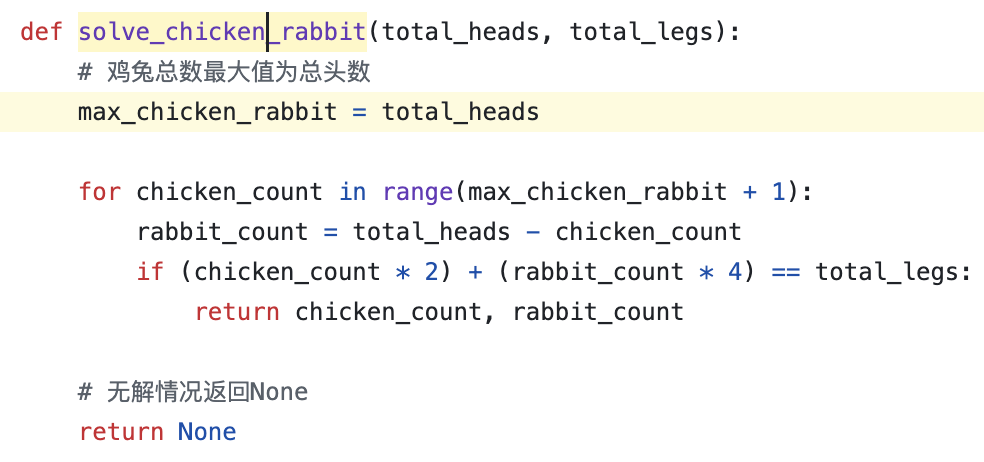 def solve_chicken_rabbit(total_heads, total_legs):
    # 鸡兔总数最大值为总头数
    max_chicken_rabbit = total_heads

    for chicken_count in range(max_chicken_rabbit + 1):
        rabbit_count = total_heads - chicken_count
        if (chicken_count * 2) + (rabbit_count * 4) == total_legs:
            return chicken_count, rabbit_count

    # 无解情况返回None
    return None